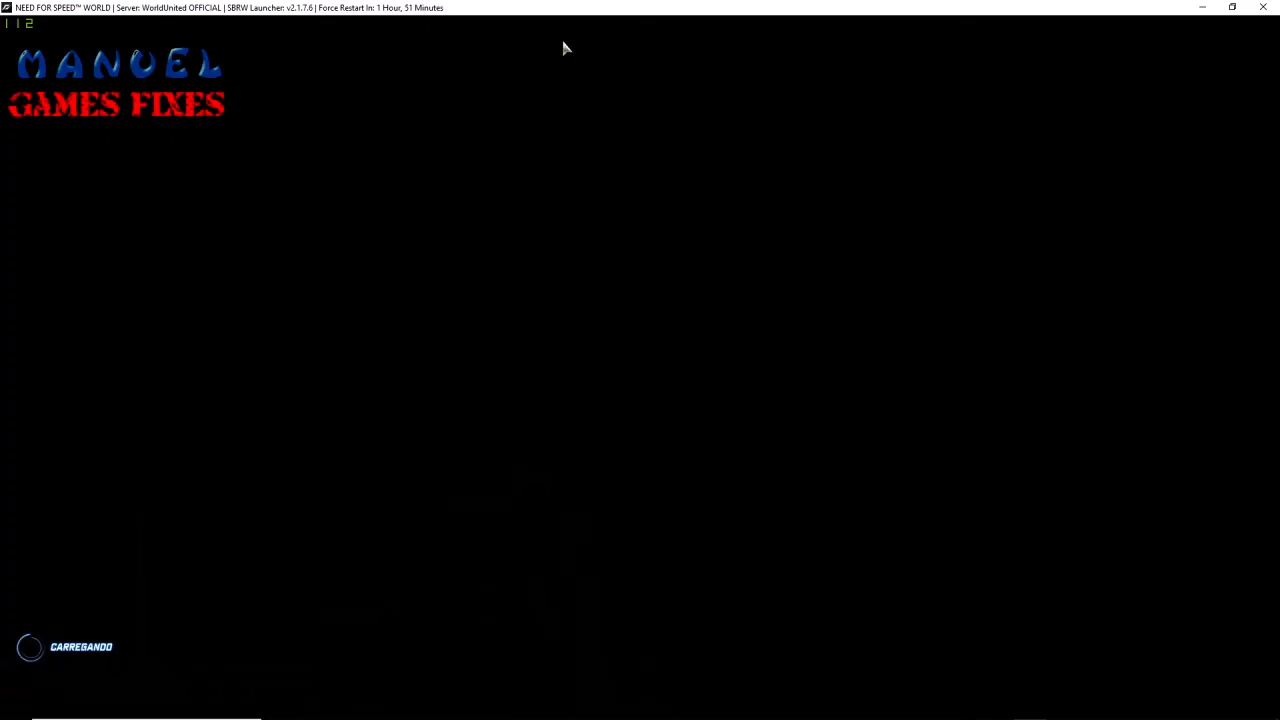 NEED FOR SPEED™ WORLD | Server: WorldUnited OFFICIAL | SBRW Launcher: v2.1.7.6 | Force Restart In: 1 Hour, 51 Minutes
112
MANUEL
GAMES FIXES
CARREGANDO